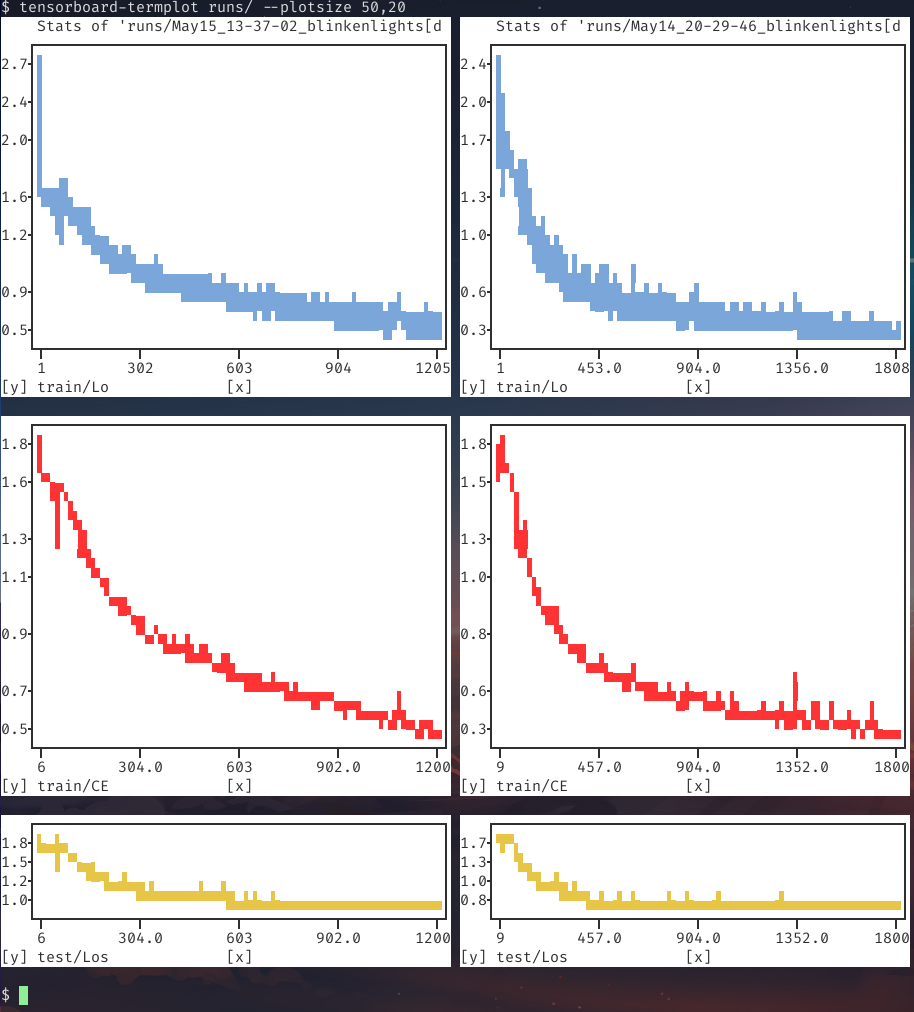 $ tensorboard-termplot runs/ --plotsize 50,20
Stats of 'runs/May15_13-37-02_blinkenlights[d
2.7
2.4
2.0
1.6
1.2
0.9
0.5
1 302 603 904 1205
[y] train/Lo [x]
Stats of 'runs/May14_20-29-46_blinkenlights[d
2.4
2.0
1.7
1.3
1.0
0.6
0.3
1 453.0 904.0 1356.0 1808
[y] train/Lo [x]
1.8
1.6
1.3
1.1
0.9
0.7
0.5
6 304.0 603 902.0 1200
[y] train/CE [x]
1.8
1.5
1.3
1.0
0.8
0.6
0.3
9 457.0 904.0 1352.0 1800
[y] train/CE [x]
1.8
1.5
1.2
1.0
6 304.0 603 902.0 1200
[y] test/Los [x]
1.7
1.3
1.0
0.8
9 457.0 904.0 1352.0 1800
[y] test/Los [x]
$